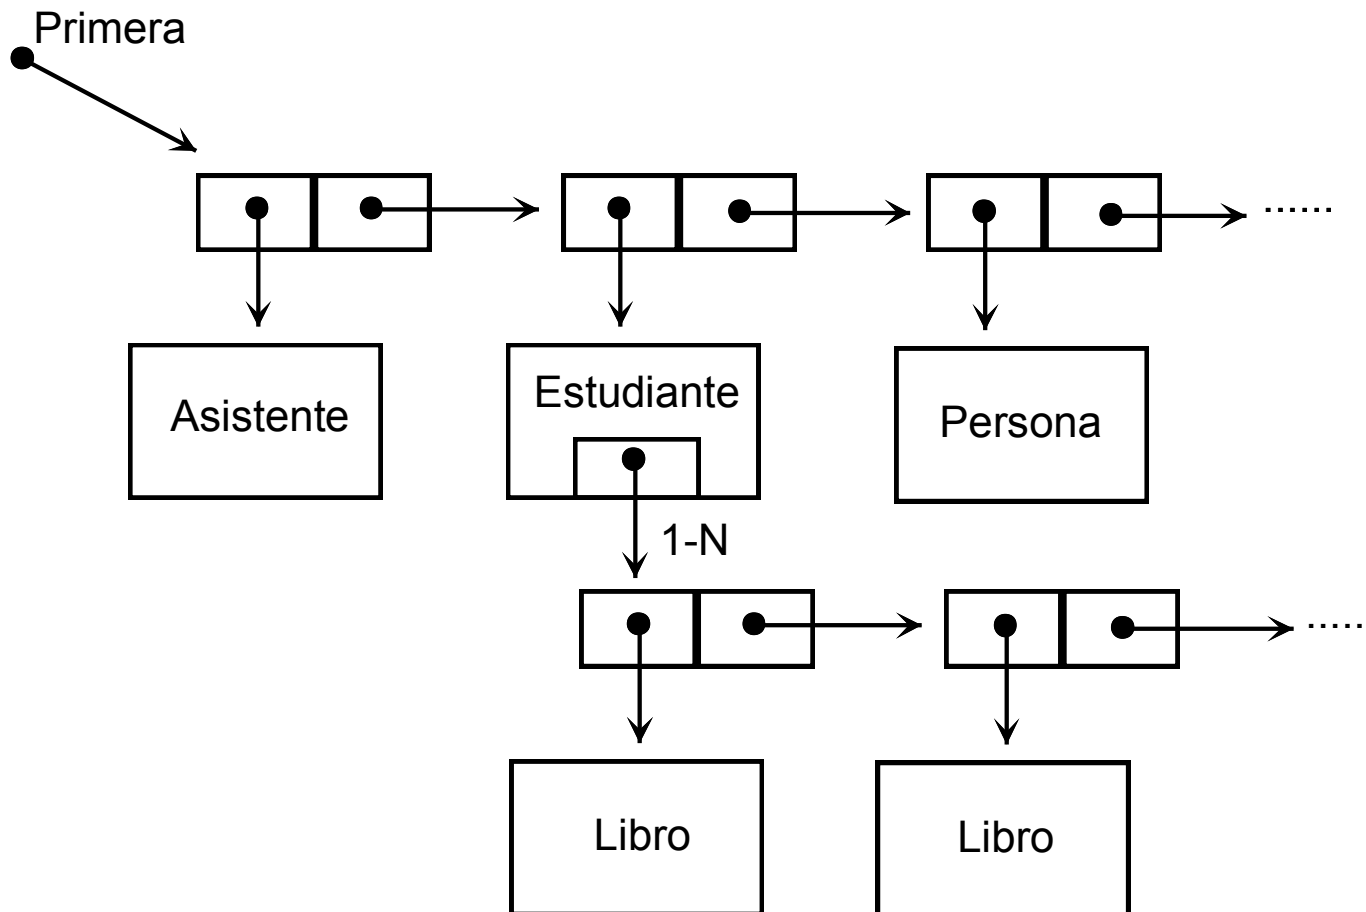 Primera
......
Asistente
Estudiante
Persona
1-N
.....
Libro
Libro